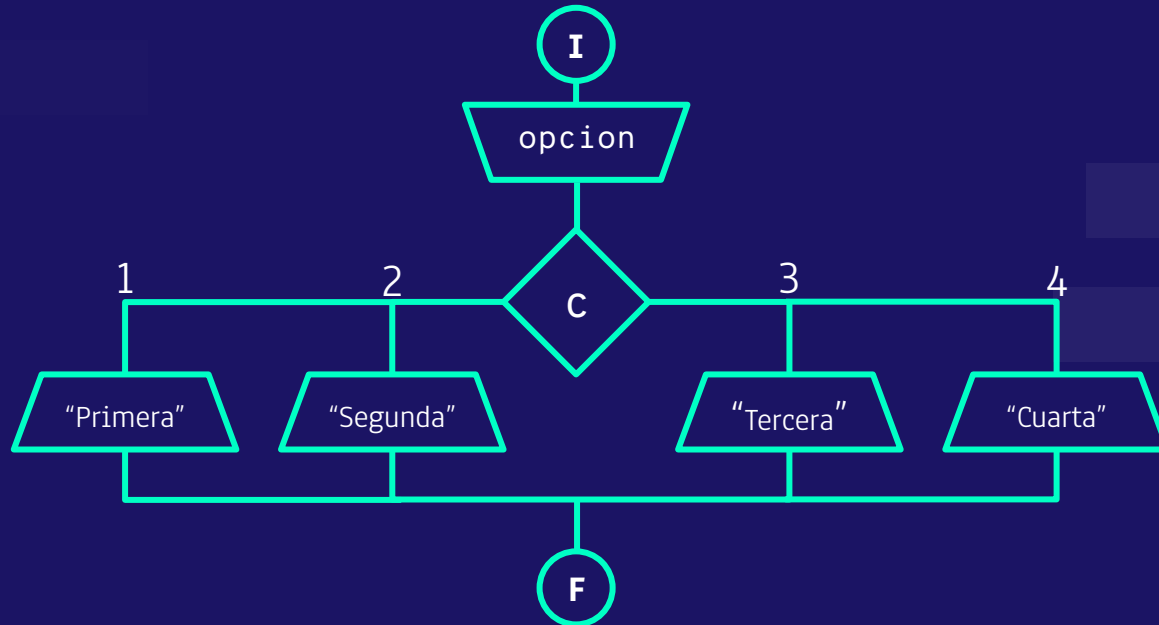 I
opcion
1
2
C
3
4
“Primera”
“Segunda”
“Tercera”
“Cuarta”
F